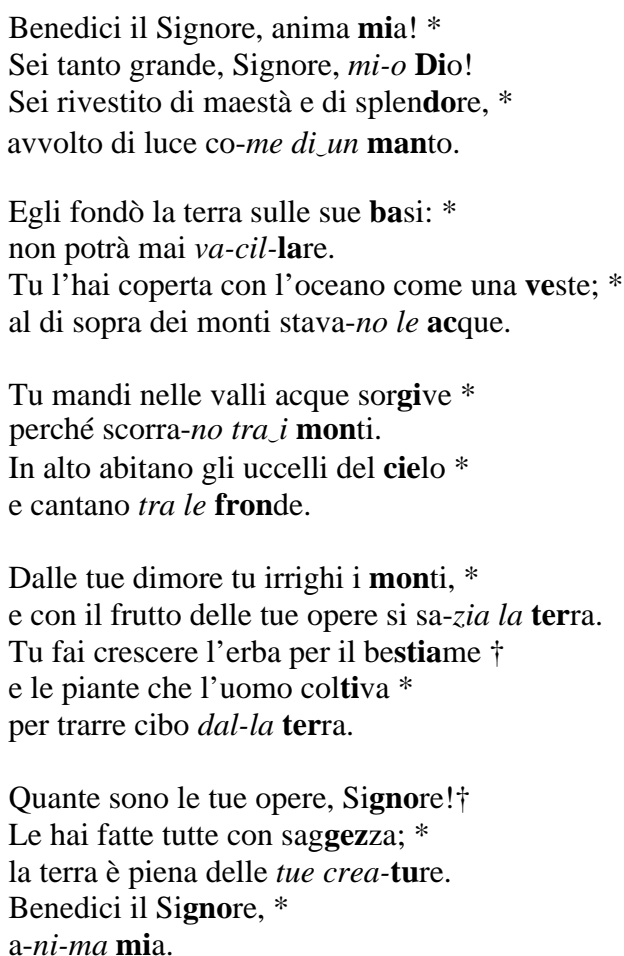 Benedici il Signore, anima mia! *
Sei tanto grande, Signore, mi-o Dio!
Sei rivestito di maestà e di splendore, *
avvolto di luce co-me di‿un manto.

Egli fondò la terra sulle sue basi: *
non potrà mai va-cil-lare.
Tu l’hai coperta con l’oceano come una veste; *
al di sopra dei monti stava-no le acque.

Tu mandi nelle valli acque sorgive *
perché scorra-no tra‿i monti.
In alto abitano gli uccelli del cielo *
e cantano tra le fronde.

Dalle tue dimore tu irrighi i monti, *
e con il frutto delle tue opere si sa-zia la terra.
Tu fai crescere l’erba per il bestiame †
e le piante che l’uomo coltiva *
per trarre cibo dal-la terra.

Quante sono le tue opere, Signore!†
Le hai fatte tutte con saggezza; *
la terra è piena delle tue crea-ture.
Benedici il Signore, *
a-ni-ma mia.